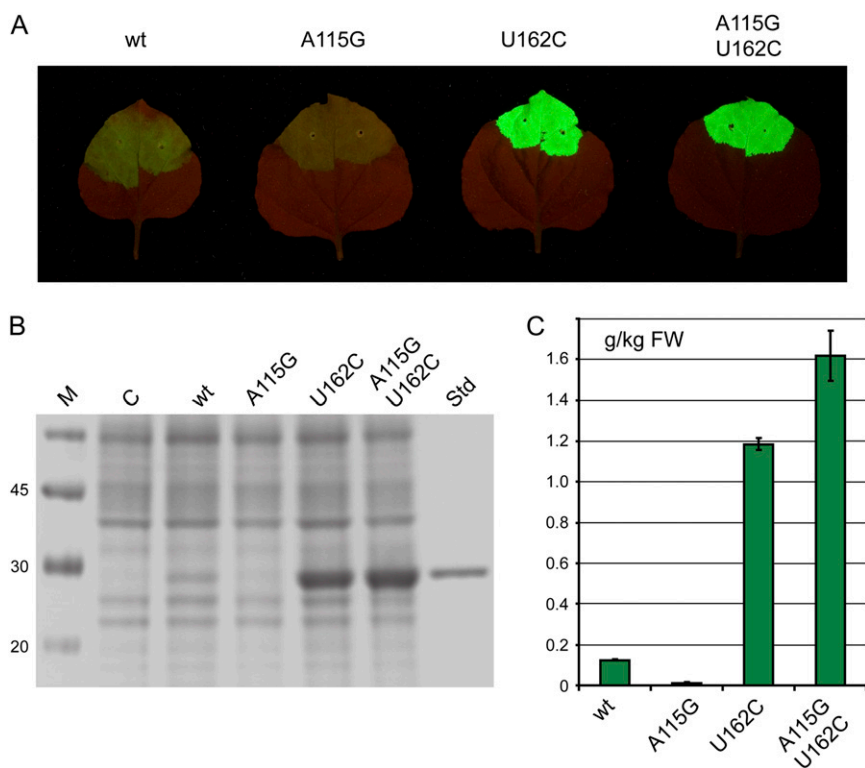 A
wt
A115G
U162C
A115G
U162C
B
M
C
wt
A115G
U162C
A115G
U162C
Std
45
30
20
C
g/kg FW
1.6
1.4
1.2
1.0
0.8
0.6
0.4
0.2
0
wt
A115G
U162C
A115G
U162C